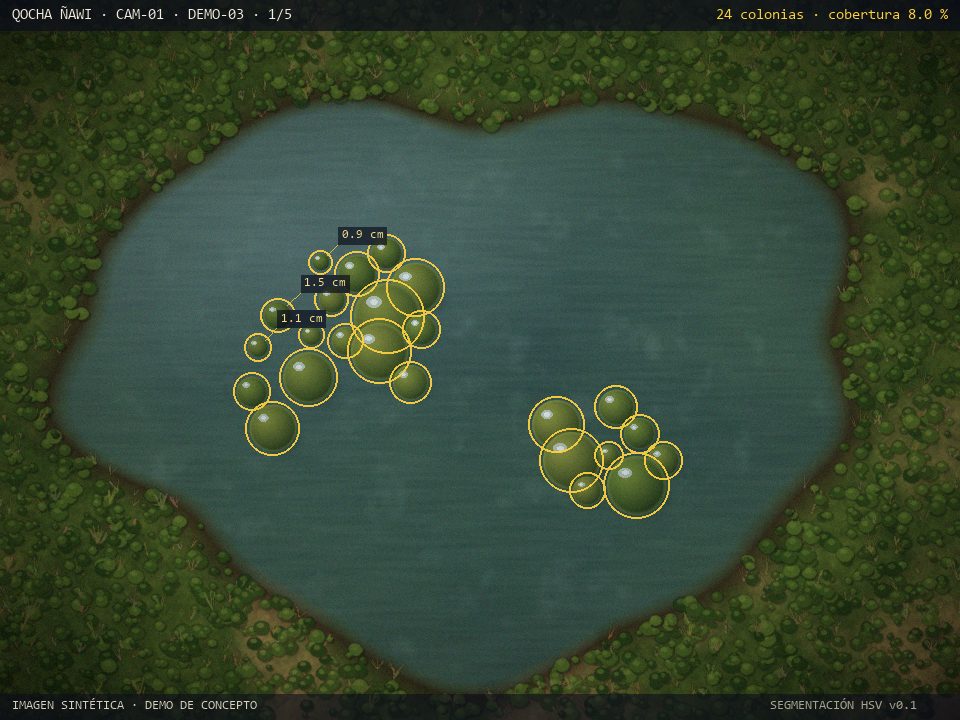 QOCHA ÑAWI · CAM-01 · DEMO-03 · 1/5
24 colonias · cobertura 8.0 %
0.9 cm
1.5 cm
1.1 cm
IMAGEN SINTÉTICA · DEMO DE CONCEPTO
SEGMENTACIÓN HSV v0.1